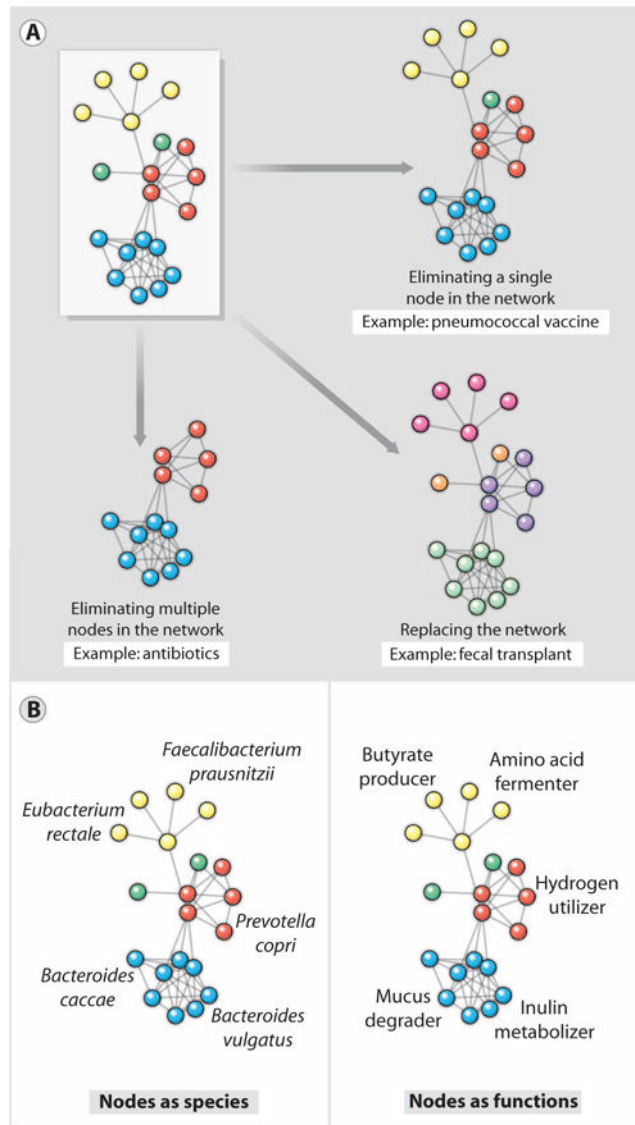 A
Eliminating a single
node in the network
Example: pneumococcal vaccine
Eliminating multiple
nodes in the network
Example: antibiotics
Replacing the network
Example: fecal transplant
B
Faecalibacterium
prausnitzii
Eubacterium
rectale
Prevotella
copri
Bacteroides
caccae
Bacteroides
vulgatus
Nodes as species
Butyrate
producer
Amino acid
fermenter
Hydrogen
utilizer
Mucus
degrader
Inulin
metabolizer
Nodes as functions